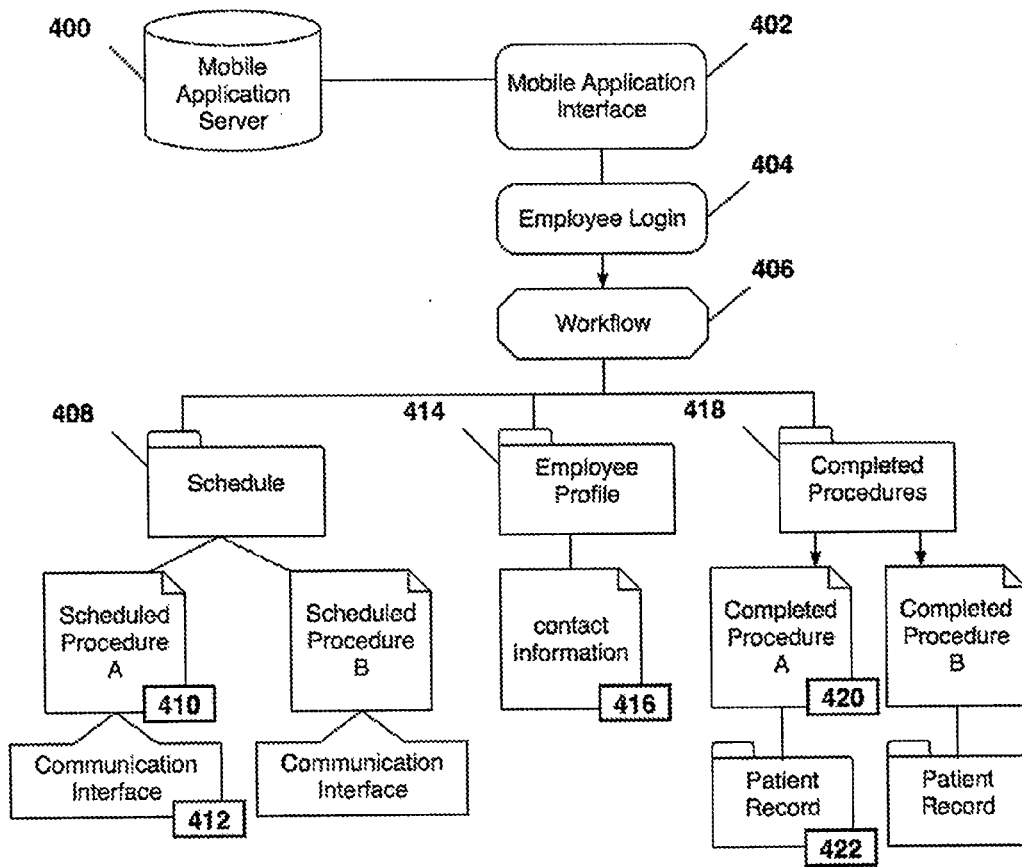 400
Mobile
Application
Server
402
Mobile Application
Interface
404
Employee Login
406
Workflow
408
Schedule
414
Employee
Profile
418
Completed
Procedures
Scheduled
Procedure
A
410
Scheduled
Procedure
B
contact
information
416
Completed
Procedure
A
420
Completed
Procedure
B
Communication
Interface
412
Communication
Interface
Patient
Record
422
Patient
Record